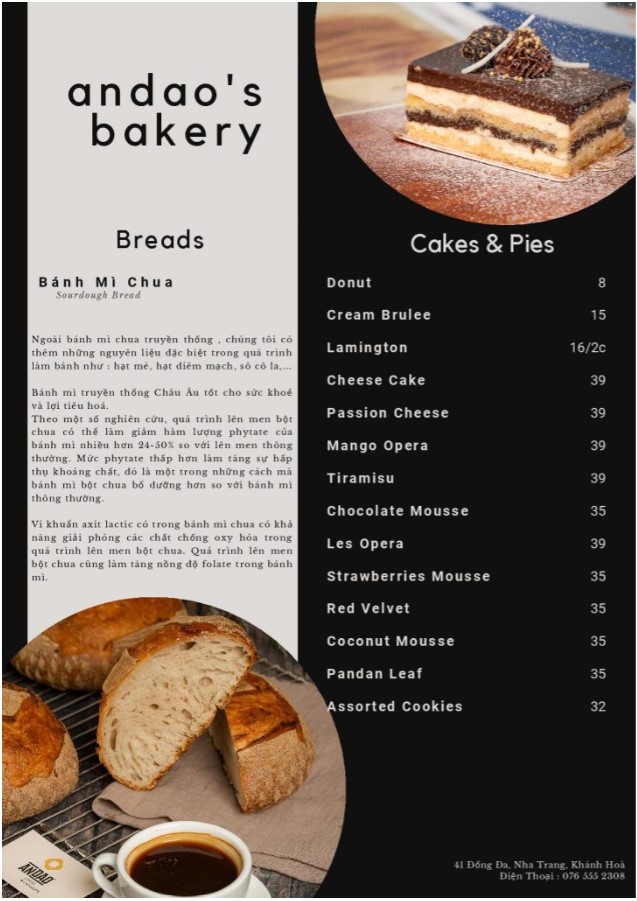 andao's
bakery
Breads
Bánh Mì Chua
Sourdough Bread
Ngoài bánh mì chua truyền thống , chúng tôi có
thêm những nguyên liệu đặc biệt trong quá trình
làm bánh như : hạt mè, hạt diêm mạch, sô cô la,...
Bánh mì truyền thống Châu Âu tốt cho sức khoẻ
và lợi tiêu hoá.
Theo một số nghiên cứu, quá trình lên men bột
chua có thể làm giảm hàm lượng phytate của
bánh mì nhiều hơn 24-50% so với lên men thông
thường. Mức phytate thấp hơn làm tăng sự hấp
thụ khoáng chất, đó là một trong những cách mà
bánh mì bột chua bổ dưỡng hơn so với bánh mì
thông thường.
Vi khuẩn axit lactic có trong bánh mì chua có khả
năng giải phóng các chất chống oxy hóa trong
quá trình lên men bột chua. Quá trình lên men
bột chua cũng làm tăng nồng độ folate trong bánh
mì.
ANDAO
Cakes & Pies
Donut 8
Cream Brulee 15
Lamington 16/2c
Cheese Cake 39
Passion Cheese 39
Mango Opera 39
Tiramisu 39
Chocolate Mousse 35
Les Opera 39
Strawberries Mousse 35
Red Velvet 35
Coconut Mousse 35
Pandan Leaf 35
Assorted Cookies 32
41 Đống Đa, Nha Trang, Khánh Hoà
Điện Thoại : 076 555 2308